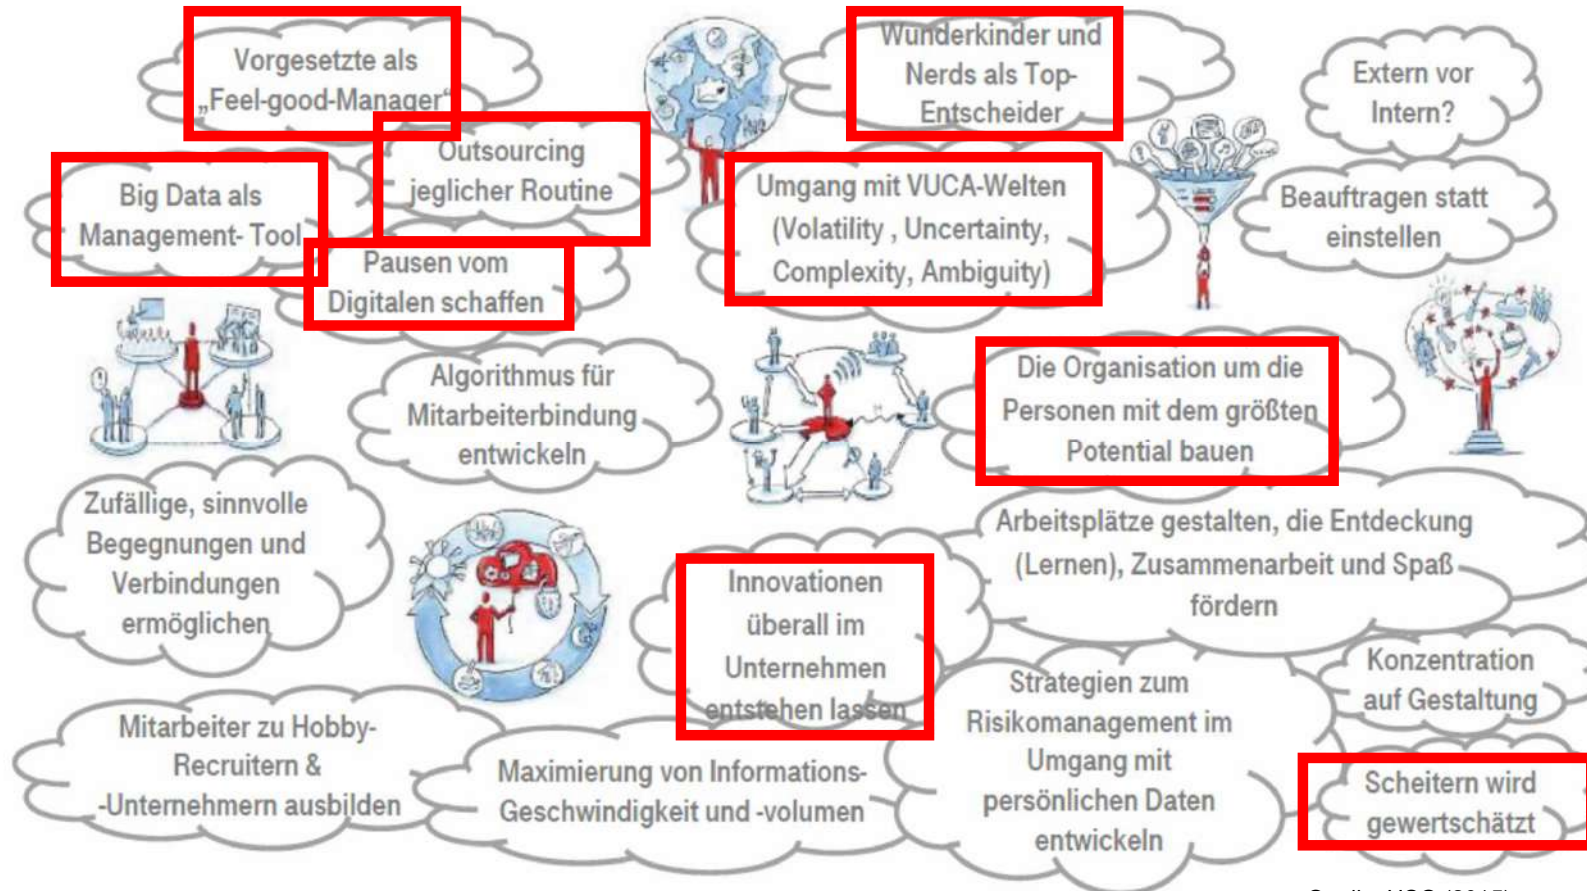 Vorgesetzte als
„Feel-good-Manager“
Wunderkinder und
Nerds als Top-
Entscheider
Extern vor
Intern?
Outsourcing
jeglicher Routine
Big Data als
Management- Tool
Umgang mit VUCA-Welten
(Volatility , Uncertainty,
Complexity, Ambiguity)
Beauftragen statt
einstellen
Pausen vom
Digitalen schaffen
Algorithmus für
Mitarbeiterbindung
entwickeln
Die Organisation um die
Personen mit dem größten
Potential bauen
Zufällige, sinnvolle
Begegnungen und
Verbindungen
ermöglichen
Arbeitsplätze gestalten, die Entdeckung
(Lernen), Zusammenarbeit und Spaß
fördern
Innovationen
überall im
Unternehmen
entstehen lassen
Konzentration
auf Gestaltung
Strategien zum
Risikomanagement im
Umgang mit
persönlichen Daten
entwickeln
Mitarbeiter zu Hobby-
Recruitern &
-Unternehmern ausbilden
Maximierung von Informations-
Geschwindigkeit und -volumen
Scheitern wird
gewertschätzt